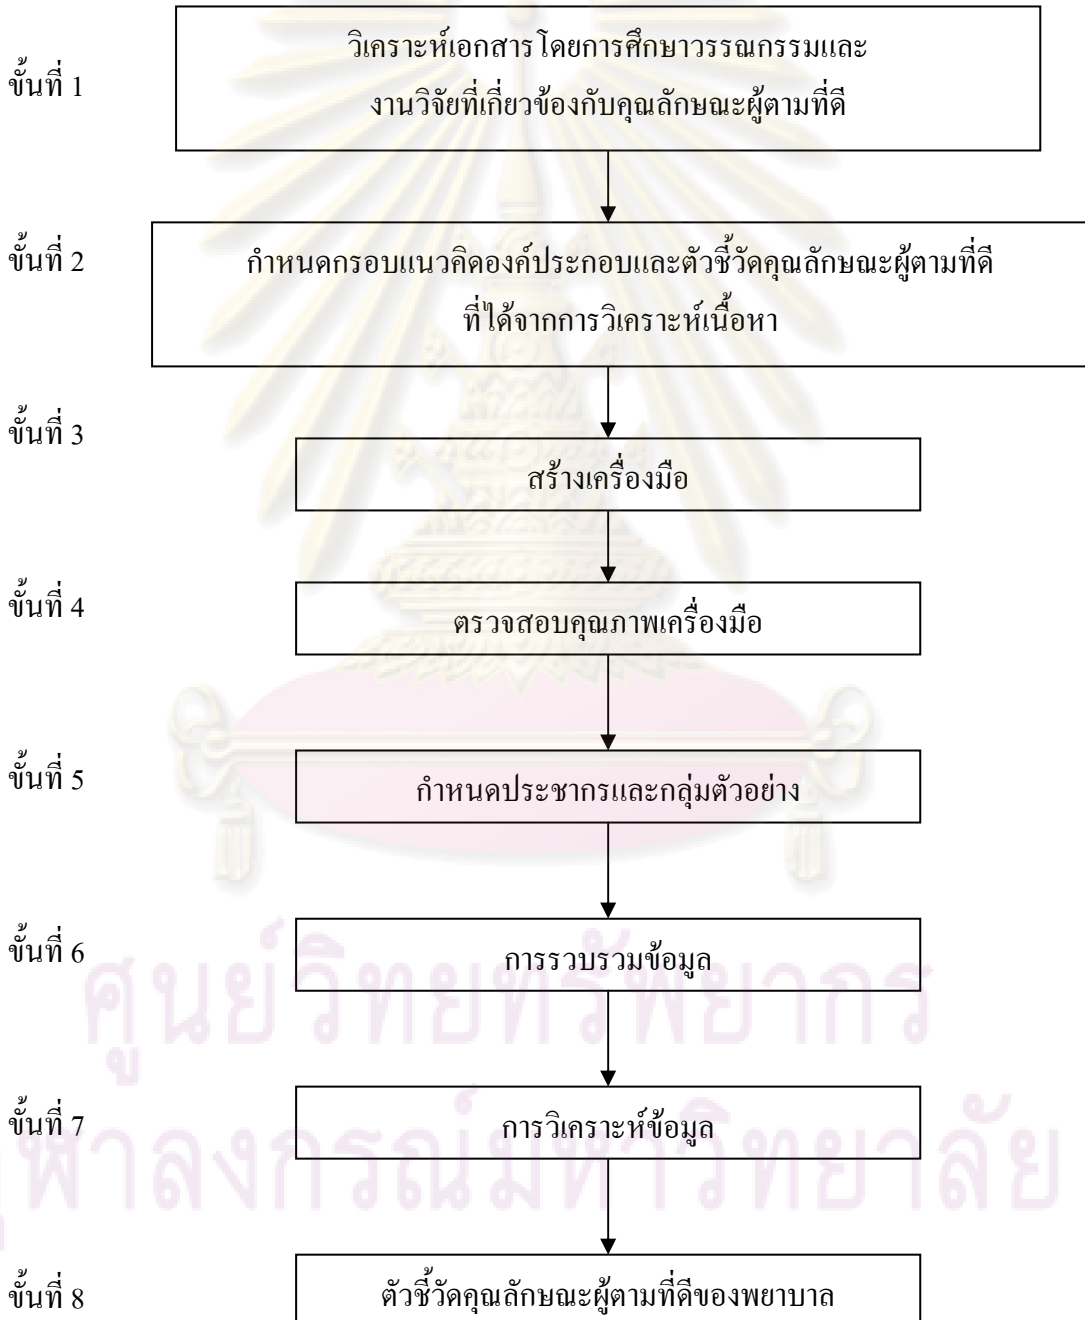 ขั้นที่ 1
วิเคราะห์เอกสาร โดยการศึกษาวรรณกรรมและ
งานวิจัยที่เกี่ยวข้องกับคุณลักษณะผู้ตามที่ดี
ขั้นที่ 2
กำหนดกรอบแนวคิดองค์ประกอบและตัวชี้วัดคุณลักษณะผู้ตามที่ดี
ที่ได้จากการวิเคราะห์เนื้อหา
ขั้นที่ 3
สร้างเครื่องมือ
ขั้นที่ 4
ตรวจสอบคุณภาพเครื่องมือ
ขั้นที่ 5
กำหนดประชากรและกลุ่มตัวอย่าง
ขั้นที่ 6
การรวบรวมข้อมูล
ศูนย์วิทยทรัพยากร
ขั้นที่ 7
การวิเคราะห์ข้อมูล
ฬาลงกรณ์มหาวิทยาลัย
ขั้นที่ 8
ตัวชี้วัดคุณลักษณะผู้ตามที่ดีของพยาบาล